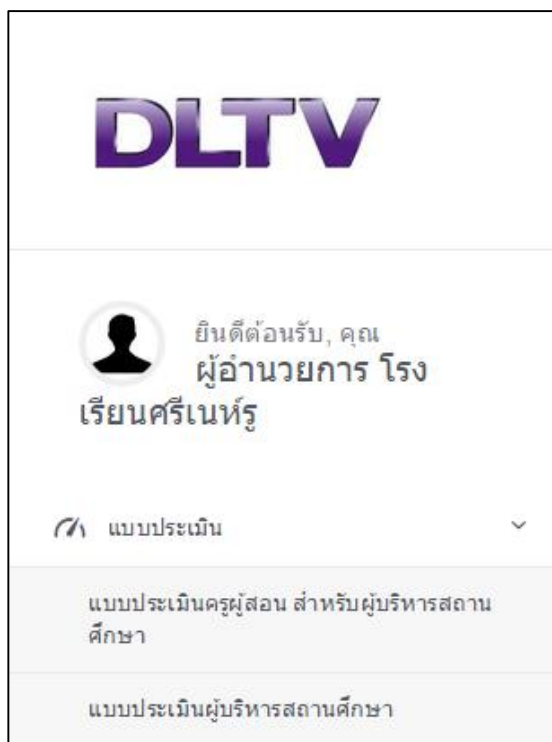 DLTV
ยินดีต้อนรับ, คุณ
ผู้อำนวยการ โรง
เรียนศรีเนห์รู
แบบประเมิน
แบบประเมินครูผู้สอน สำหรับผู้บริหารสถาน
ศึกษา
แบบประเมินผู้บริหารสถานศึกษา